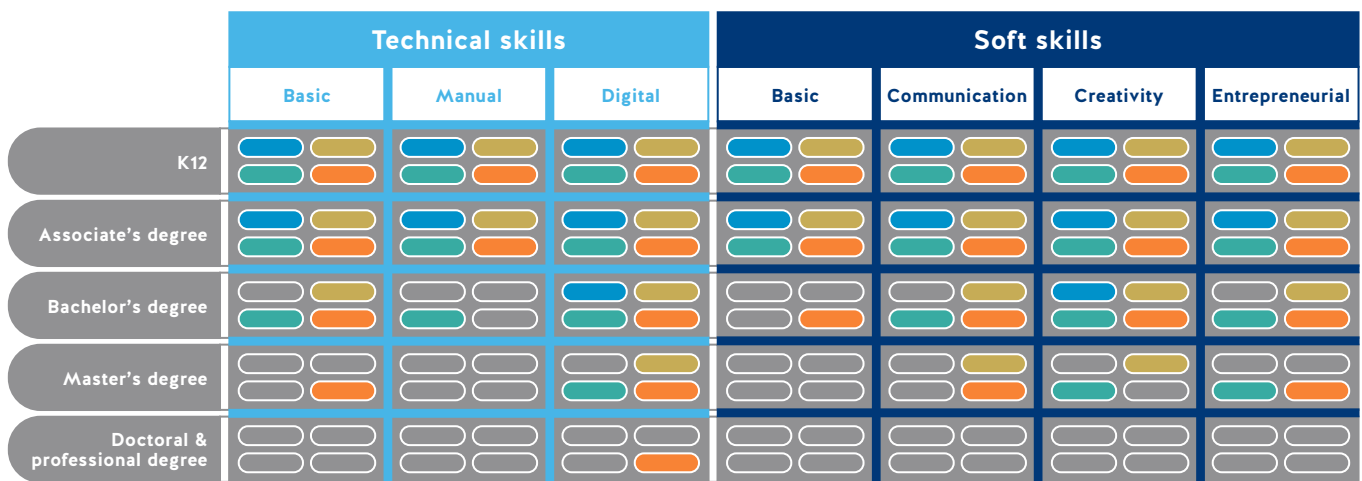 Technical skills
Soft skills
Basic
Manual
Digital
Basic
Communication
Creativity
Entrepreneurial
K12
Associate’s degree
Bachelor’s degree
Master’s degree
Doctoral &
professional degree